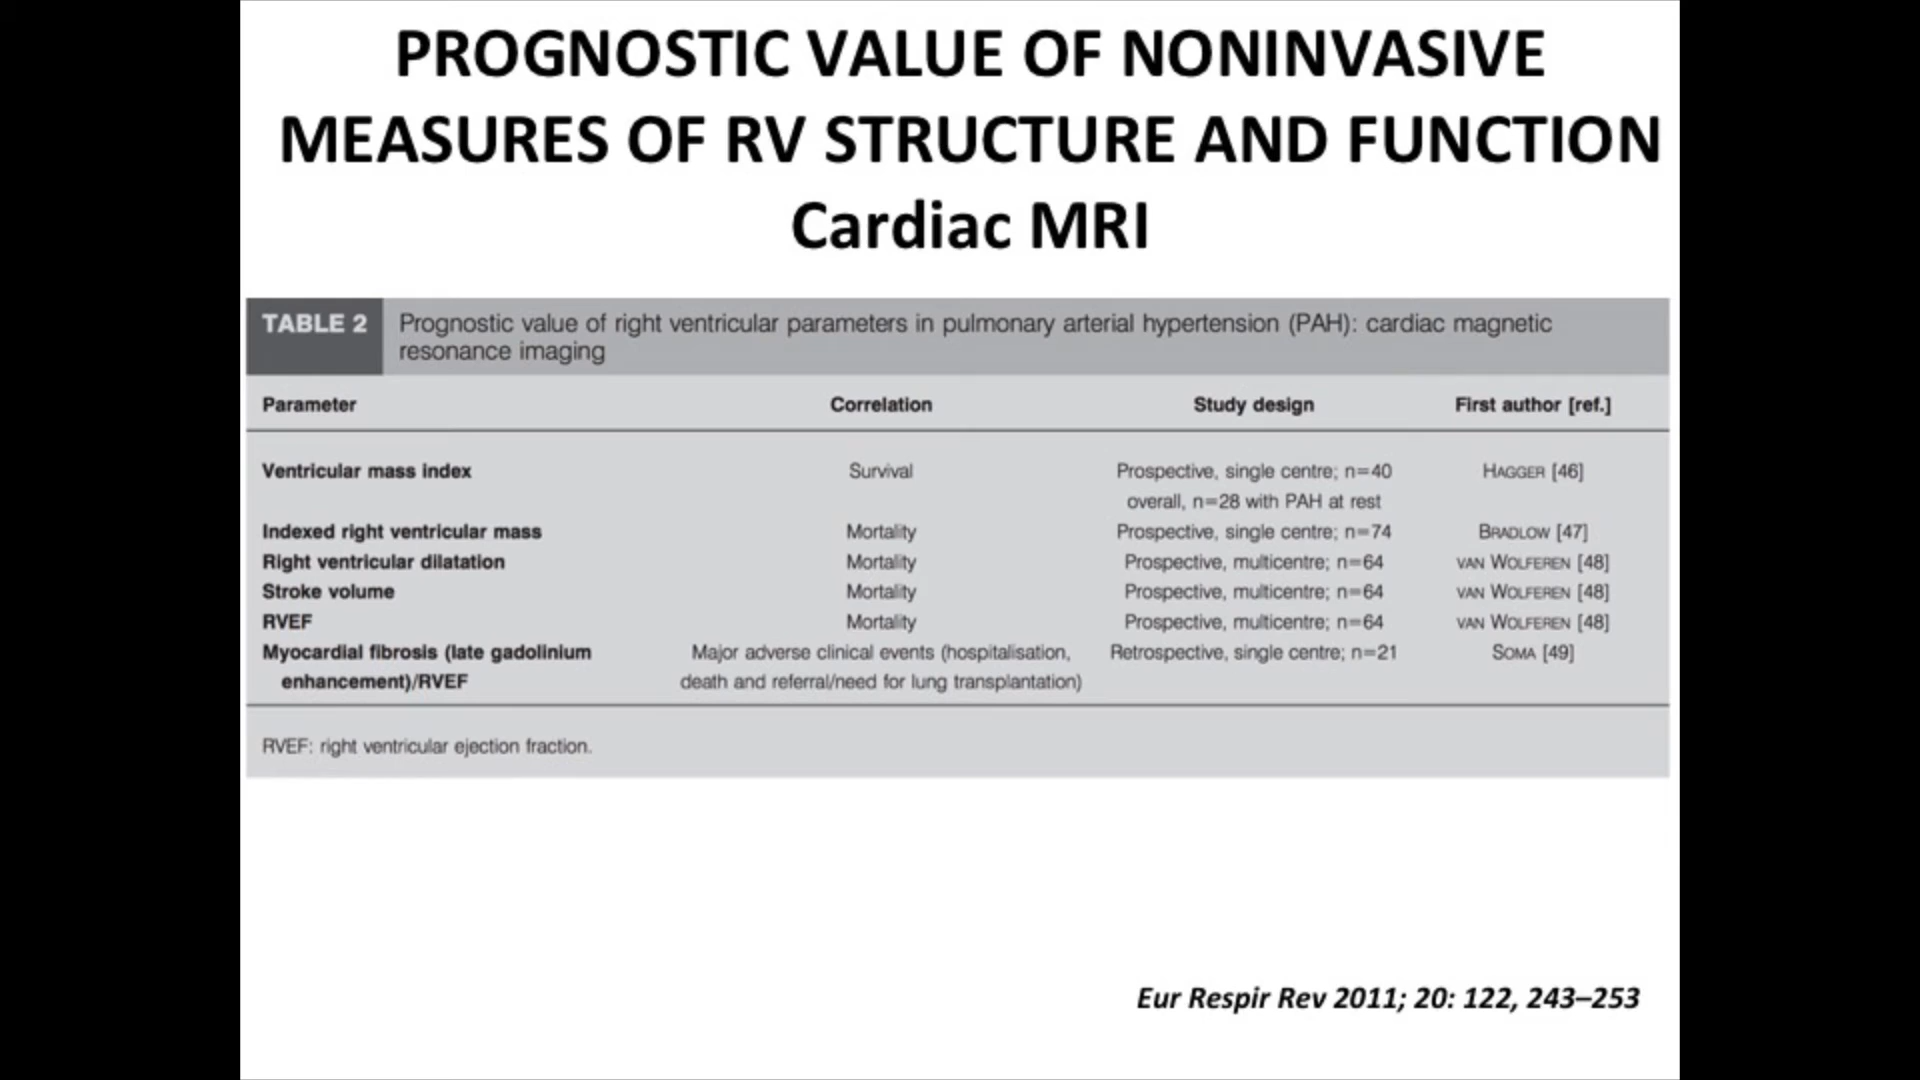 PROGNOSTIC VALUE OF NONINVASIVE
MEASURES OF RV STRUCTURE AND FUNCTION
Cardiac MRI
TABLE 2 Prognostic value of right ventricular parameters in pulmonary arterial hypertension (PAH): cardiac magnetic
resonance imaging
Parameter Correlation Study design First author [ref.]
Ventricular mass index Survival Prospective, single centre; n=40 HAGGER [46]
overall, n=28 with PAH at rest
Indexed right ventricular mass Mortality Prospective, single centre; n=74 BRADLOW [47]
Right ventricular dilatation Mortality Prospective, multicentre; n=64 VAN WOLFEREN [48]
Stroke volume Mortality Prospective, multicentre; n=64 VAN WOLFEREN [48]
RVEF Mortality Prospective, multicentre; n=64 VAN WOLFEREN [48]
Myocardial fibrosis (late gadolinium Major adverse clinical events (hospitalisation, Retrospective, single centre; n=21 SOMA [49]
enhancement)/RVEF death and referral/need for lung transplantation)
RVEF: right ventricular ejection fraction.
Eur Respir Rev 2011; 20: 122, 243–253